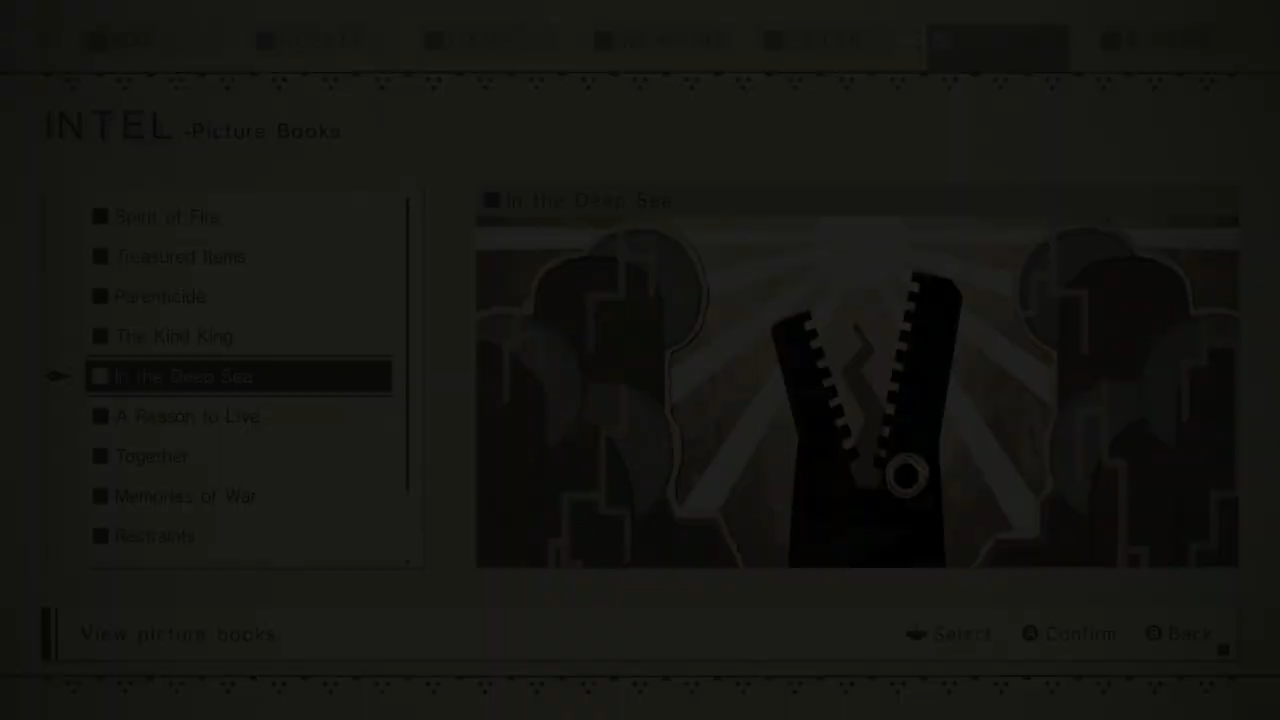 INTEL -Picture Books
Spirit of Fire
Treasured Items
Parenticide
The Kind King
In the Deep Sea
A Reason to Live
Together
Memories of War
Restraints
In the Deep Sea
View picture books.
Select A Confirm B Back